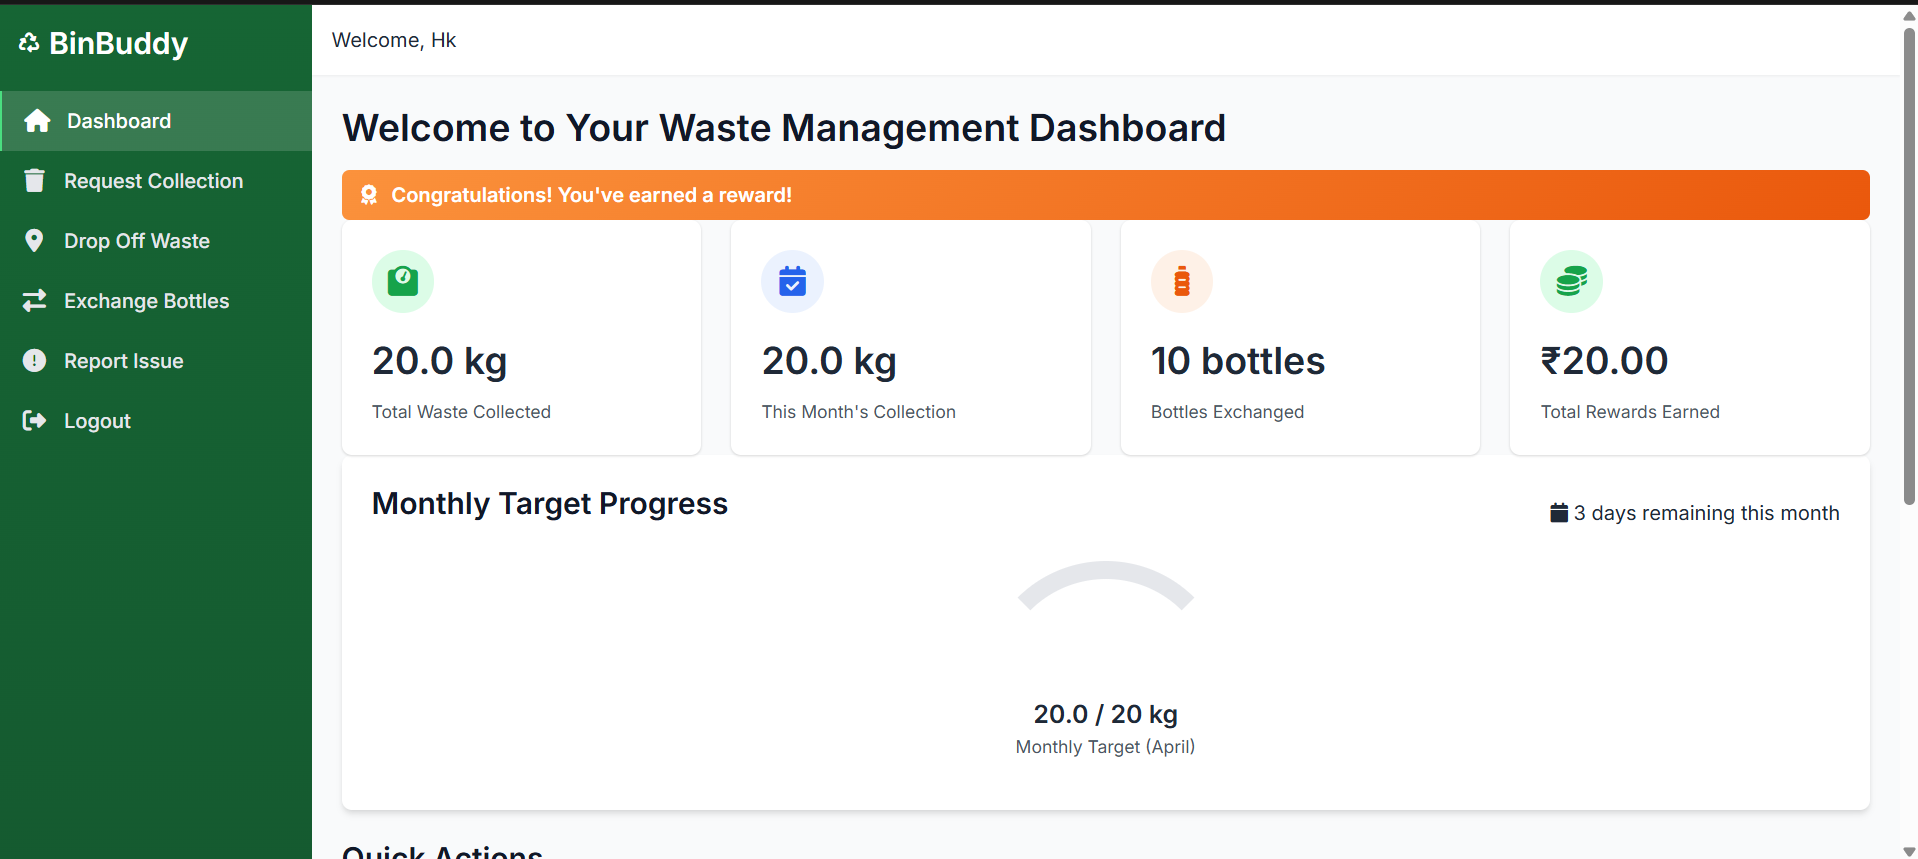 BinBuddy
Welcome, Hk
Dashboard
Request Collection
Drop Off Waste
Exchange Bottles
Report Issue
Logout
Welcome to Your Waste Management Dashboard
Congratulations! You've earned a reward!
20.0 kg
Total Waste Collected
20.0 kg
This Month's Collection
10 bottles
Bottles Exchanged
₹20.00
Total Rewards Earned
Monthly Target Progress
3 days remaining this month
20.0 / 20 kg
Monthly Target (April)
Quick Actions